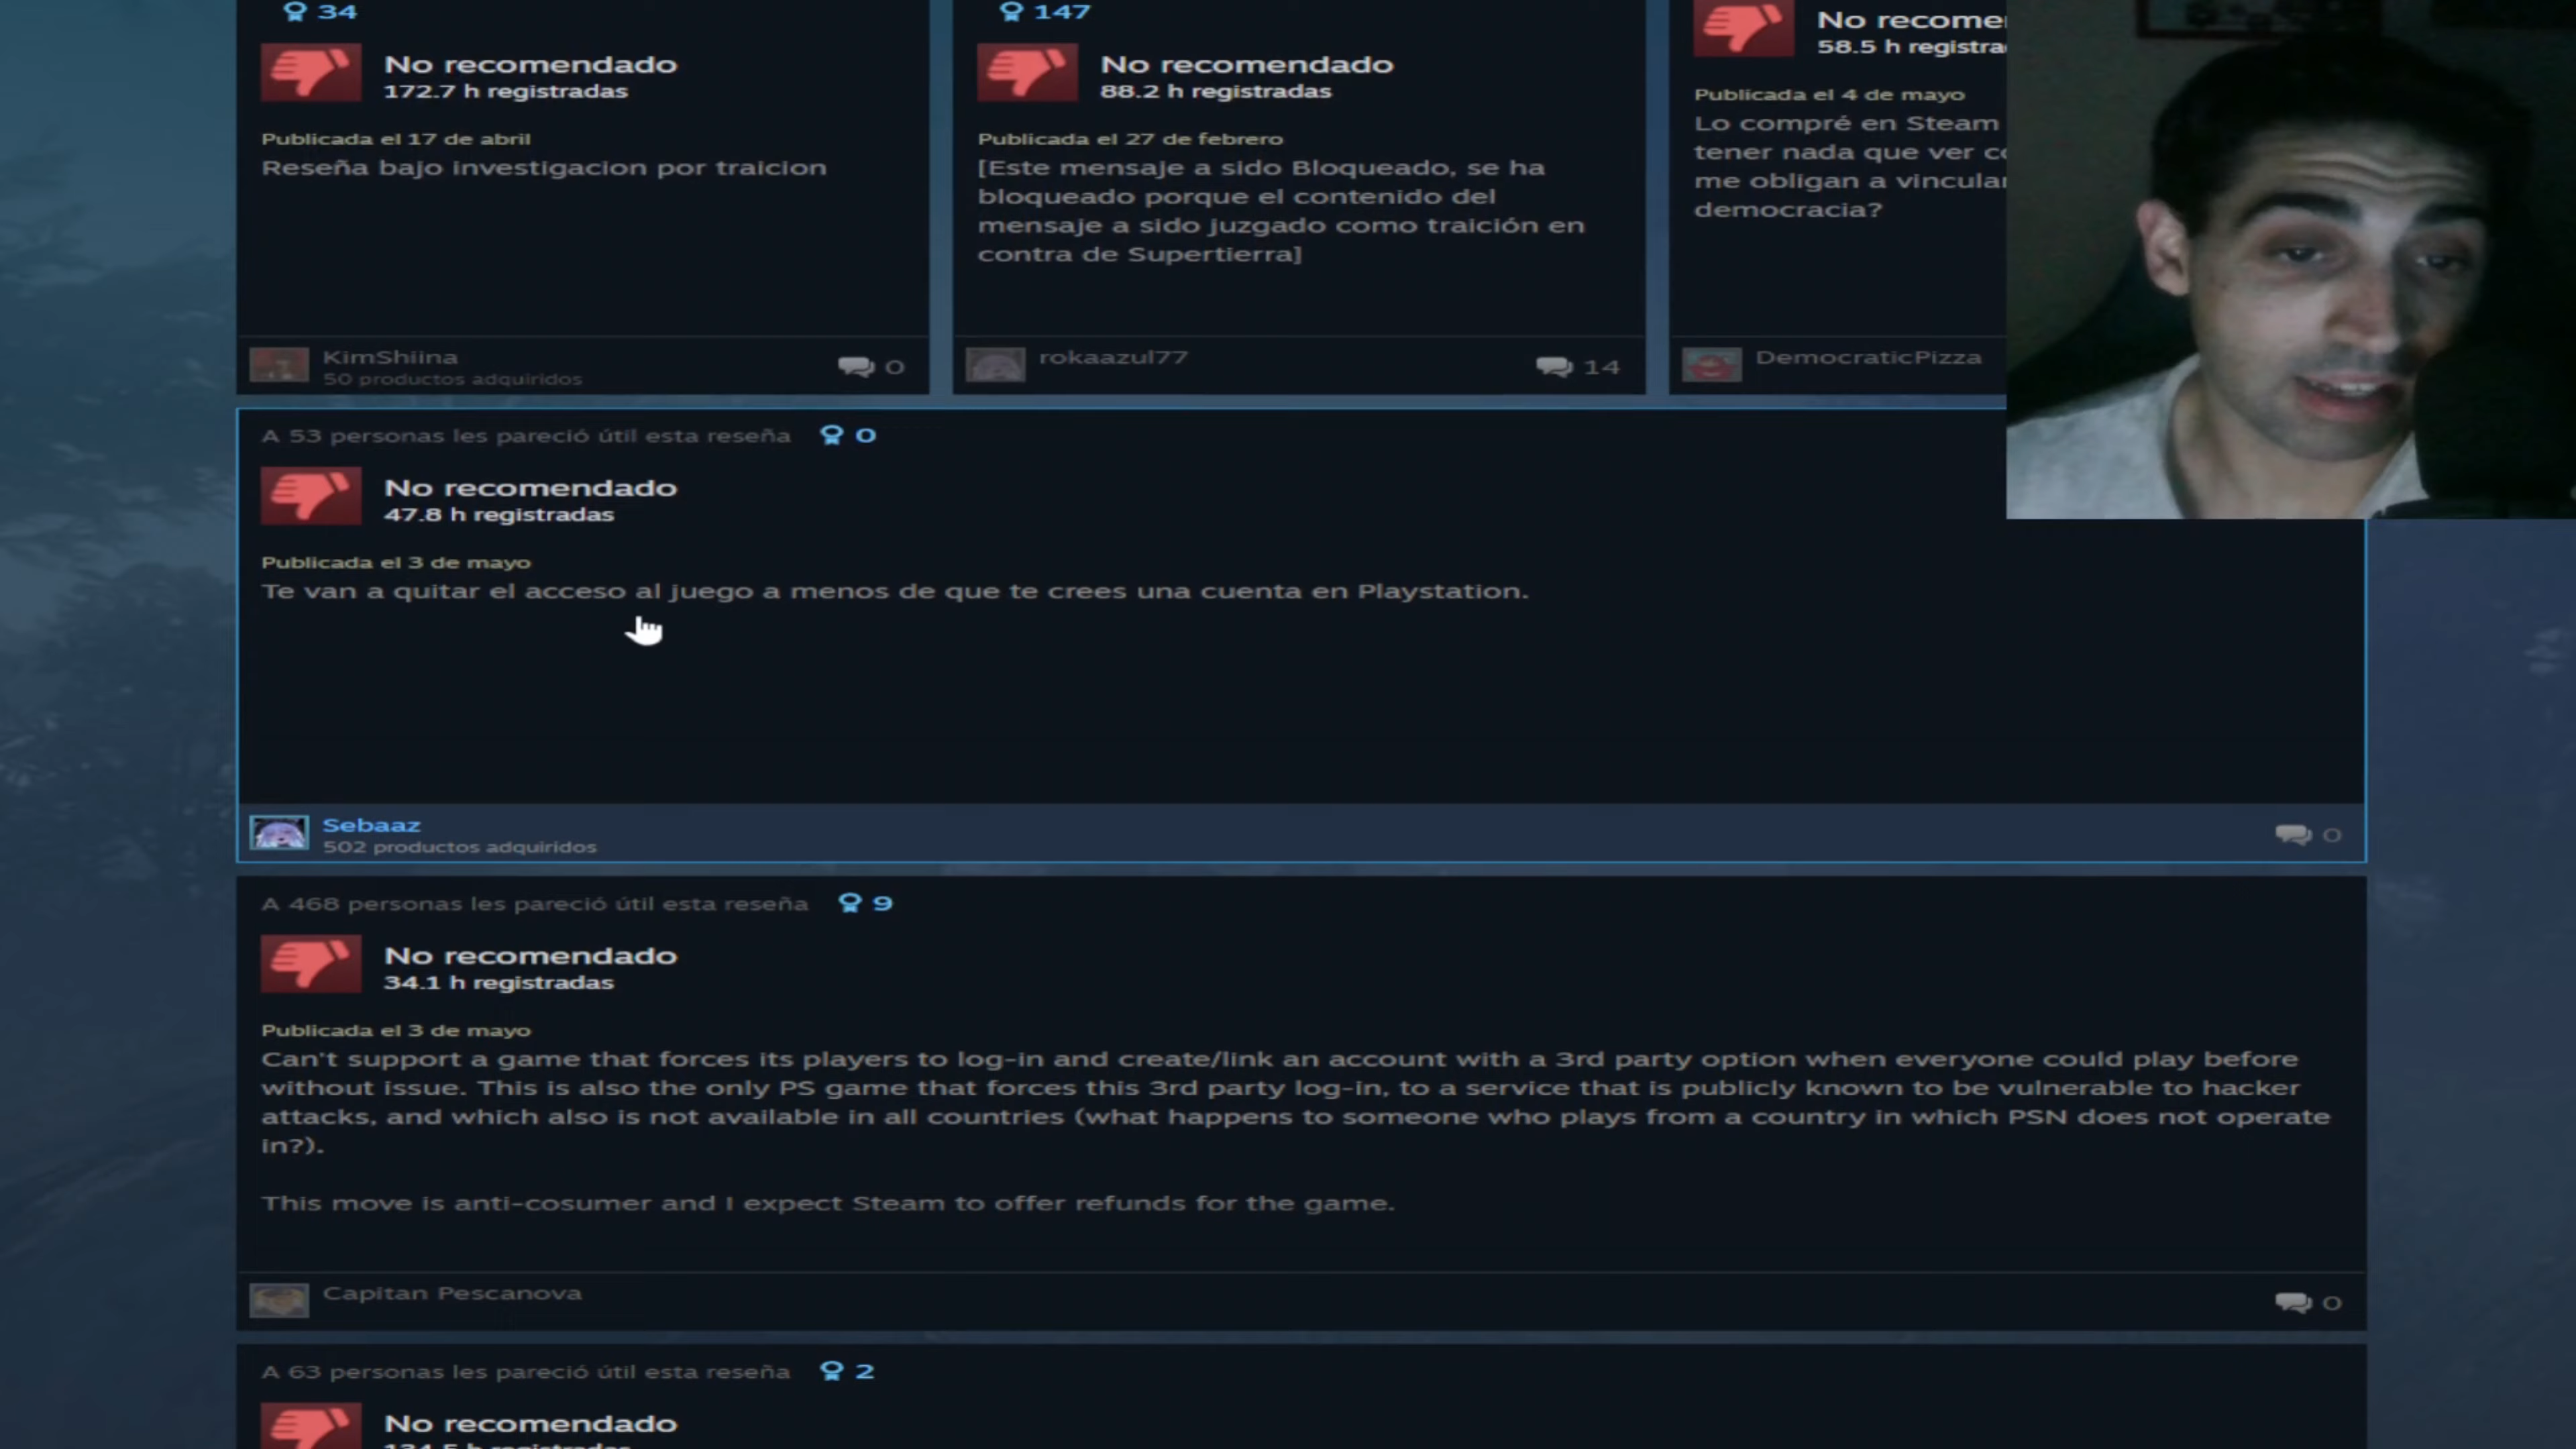 34
No recomendado
172.7 h registradas
Publicada el 17 de abril
Reseña bajo investigacion por traicion
KimShiina
50 productos adquiridos
0
147
No recomendado
88.2 h registradas
Publicada el 27 de febrero
[Este mensaje a sido Bloqueado, se ha
bloqueado porque el contenido del
mensaje a sido juzgado como traición en
contra de Supertierra]
rokaazul77
14
No
58.5 h
Publicada el 4 de mayo
Lo compré en Steam
tener nada que ver
me obligan a
democracia?
DemocraticPizza
A 53 personas les pareció útil esta reseña 0
No recomendado
47.8 h registradas
Publicada el 3 de mayo
Te van a quitar el acceso al juego a menos de que te crees una cuenta en Playstation.
Sebaaz
502 productos adquiridos
0
A 468 personas les pareció útil esta reseña 9
No recomendado
34.1 h registradas
Publicada el 3 de mayo
Can't support a game that forces its players to log-in and create/link an account with a 3rd party option when everyone could play before
without issue. This is also the only PS game that forces this 3rd party log-in, to a service that is publicly known to be vulnerable to hacker
attacks, and which also is not available in all countries (what happens to someone who plays from a country in which PSN does not operate
in?).
This move is anti-cosumer and I expect Steam to offer refunds for the game.
Capitan Pescanova
0
A 63 personas les pareció útil esta reseña 2
No recomendado